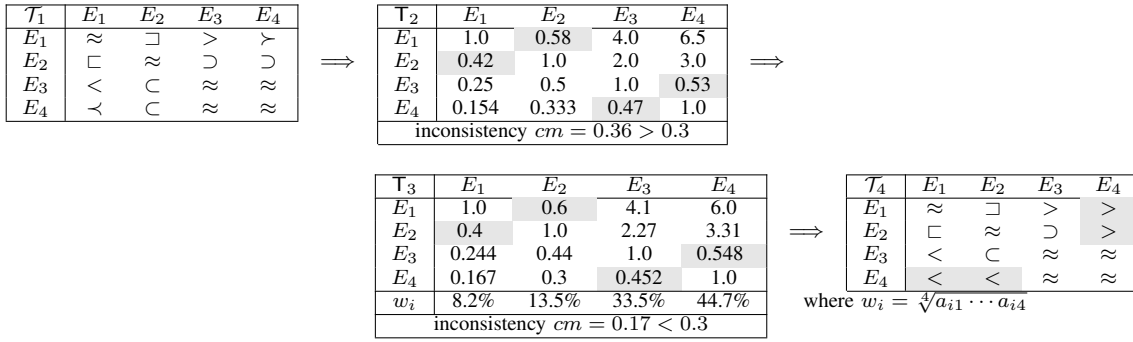 𝒯₁ E₁ E₂ E₃ E₄
E₁ ≈ ⊐ > ≻
E₂ ⊏ ≈ ⊃ ⊃
E₃ < ⊂ ≈ ≈
E₄ ≺ ⊂ ≈ ≈
⟹
T₂ E₁ E₂ E₃ E₄
E₁ 1.0 0.58 4.0 6.5
E₂ 0.42 1.0 2.0 3.0
E₃ 0.25 0.5 1.0 0.53
E₄ 0.154 0.333 0.47 1.0
inconsistency cm = 0.36 > 0.3
⟹
T₃ E₁ E₂ E₃ E₄
E₁ 1.0 0.6 4.1 6.0
E₂ 0.4 1.0 2.27 3.31
E₃ 0.244 0.44 1.0 0.548
E₄ 0.167 0.3 0.452 1.0
wᵢ 8.2% 13.5% 33.5% 44.7%
inconsistency cm = 0.17 < 0.3
⟹
𝒯₄ E₁ E₂ E₃ E₄
E₁ ≈ ⊐ > >
E₂ ⊏ ≈ ⊃ >
E₃ < ⊂ ≈ ≈
E₄ < < ≈ ≈
where wᵢ = ∜(aᵢ₁ ⋯ aᵢ₄)